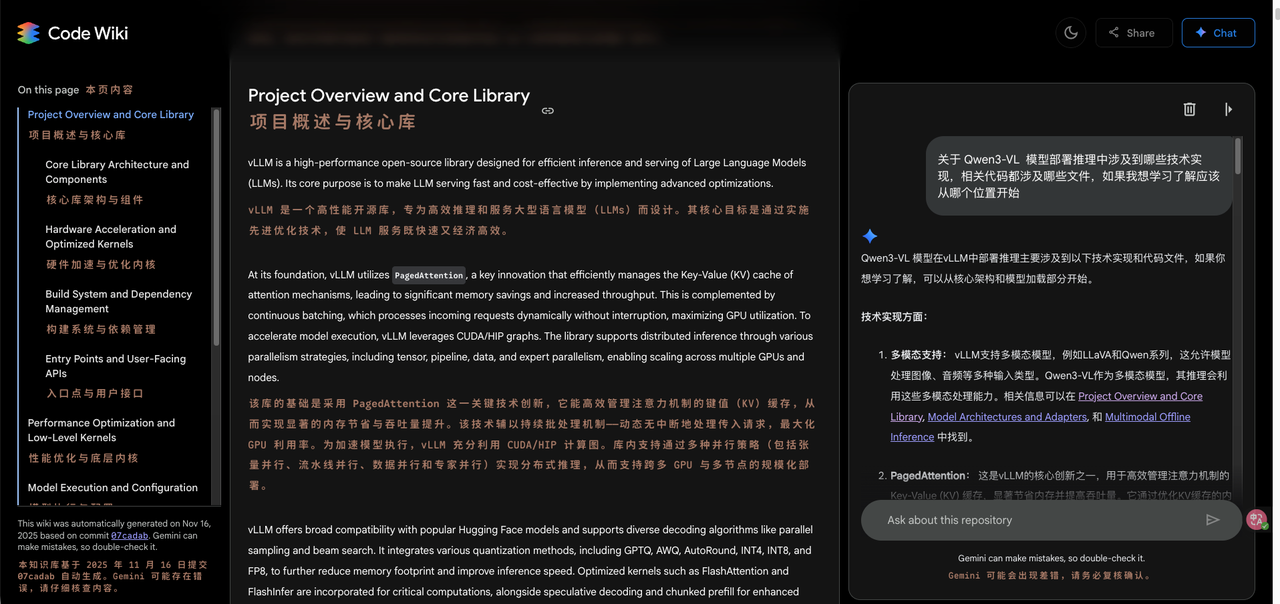 Code Wiki
Share
Chat
On this page 本页内容
Project Overview and Core Library
项目概述与核心库
Core Library Architecture and
Components
核心库架构与组件
Hardware Acceleration and
Optimized Kernels
硬件加速与优化内核
Build System and Dependency
Management
构建系统与依赖管理
Entry Points and User-Facing
APIs
入口点与用户接口
Performance Optimization and
Low-Level Kernels
性能优化与底层内核
Model Execution and Configuration
This wiki was automatically generated on Nov 16,
2025 based on commit 07cadab. Gemini can
make mistakes, so double-check it.
本知识库基于 2025 年 11 月 16 日提交
07cadab 自动生成。Gemini 可能存在错
误，请仔细核查内容。
Project Overview and Core Library
项目概述与核心库
vLLM is a high-performance open-source library designed for efficient inference and serving of Large Language Models
(LLMs). Its core purpose is to make LLM serving fast and cost-effective by implementing advanced optimizations.
vLLM 是一个高性能开源库，专为高效推理和服务大型语言模型（LLMs）而设计。其核心目标是通过实施
先进优化技术，使 LLM 服务既快速又经济高效。
At its foundation, vLLM utilizes PagedAttention, a key innovation that efficiently manages the Key-Value (KV) cache of
attention mechanisms, leading to significant memory savings and increased throughput. This is complemented by
continuous batching, which processes incoming requests dynamically without interruption, maximizing GPU utilization. To
accelerate model execution, vLLM leverages CUDA/HIP graphs. The library supports distributed inference through various
parallelism strategies, including tensor, pipeline, data, and expert parallelism, enabling scaling across multiple GPUs and
nodes.
该库的基础是采用 PagedAttention 这一关键技术创新，它能高效管理注意力机制的键值（KV）缓存，从
而实现显著的内存节省与吞吐量提升。该技术辅以持续批处理机制——动态无中断地处理传入请求，最大化
GPU 利用率。为加速模型执行，vLLM 充分利用 CUDA/HIP 计算图。库内支持通过多种并行策略（包括张
量并行、流水线并行、数据并行和专家并行）实现分布式推理，从而支持跨多 GPU 与多节点的规模化部
署。
vLLM offers broad compatibility with popular Hugging Face models and supports diverse decoding algorithms like parallel
sampling and beam search. It integrates various quantization methods, including GPTQ, AWQ, AutoRound, INT4, INT8, and
FP8, to further reduce memory footprint and improve inference speed. Optimized kernels such as FlashAttention and
FlashInfer are incorporated for critical computations, alongside speculative decoding and chunked prefill for enhanced
关于 Qwen3-VL 模型部署推理中涉及到哪些技术实
现，相关代码都涉及哪些文件，如果我想学习了解应该
从哪个位置开始
Qwen3-VL 模型在vLLM中部署推理主要涉及到以下技术实现和代码文件，如果你
想学习了解，可以从核心架构和模型加载部分开始。
技术实现方面：
1. 多模态支持： vLLM支持多模态模型，例如LLaVA和Qwen系列，这允许模型
处理图像、音频等多种输入类型。Qwen3-VL作为多模态模型，其推理会利
用这些多模态处理能力。相关信息可以在 Project Overview and Core
Library, Model Architectures and Adapters, 和 Multimodal Offline
Inference 中找到。
2. PagedAttention： 这是vLLM的核心创新之一，用于高效管理注意力机制的
Key-Value (KV) 缓存，显著节省内存并提高吞吐量。它通过优化KV缓存的内
Ask about this repository
Gemini can make mistakes, so double-check it.
Gemini 可能会出现差错，请务必复核确认。